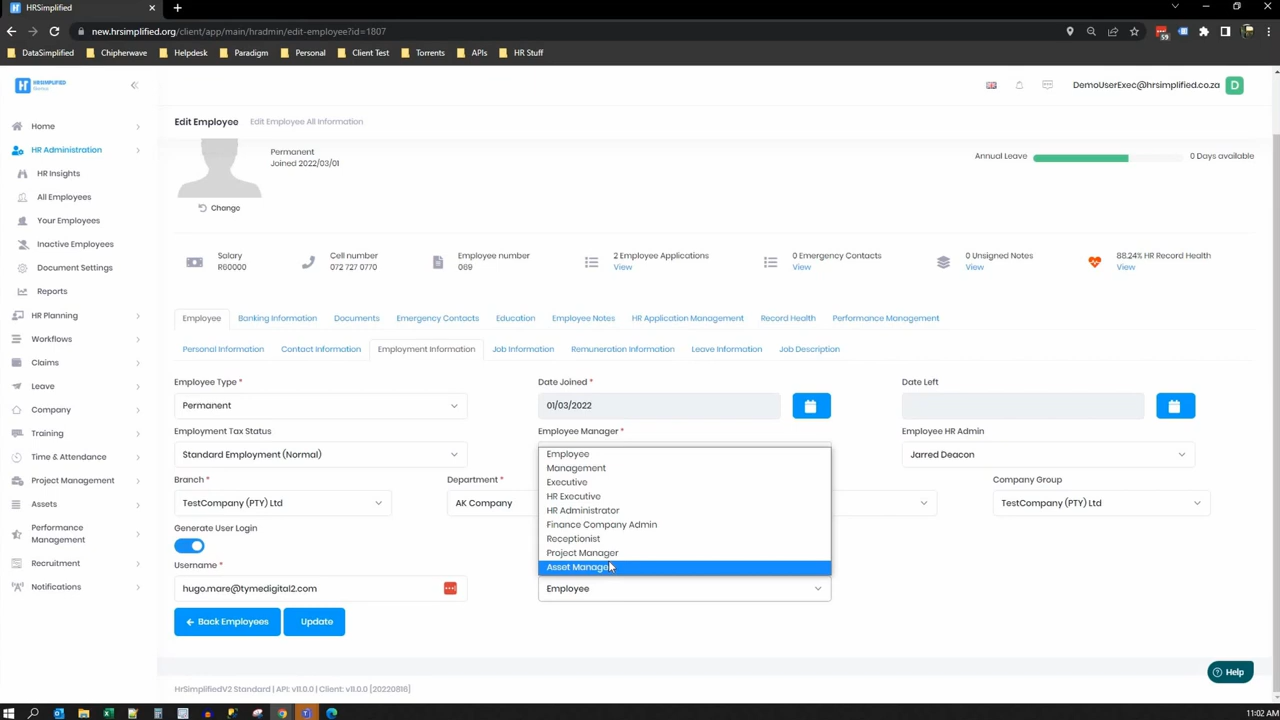 HRSimplified
new.hrsimplified.org/client/app/main/hradmin/edit-employee?id=1807
59
DataSimplified
Chipherwave
Helpdesk
Paradigm
Personal
Client Test
Torrents
APIs
HR Stuff
HRSIMPLIFIED
DemoUserExec@hrsimplified.co.za
D
Home
HR Administration
HR Insights
All Employees
Your Employees
Inactive Employees
Document Settings
Reports
HR Planning
Workflows
Claims
Leave
Company
Training
Time & Attendance
Project Management
Assets
Performance
Management
Recruitment
Notifications
Edit Employee
Edit Employee All Information
Permanent
Joined 2022/03/01
Change
Annual Leave
0 Days available
Salary
R60000
Cell number
072 727 0770
Employee number
069
2 Employee Applications
View
0 Emergency Contacts
View
0 Unsigned Notes
View
88.24% HR Record Health
View
Employee
Banking Information
Documents
Emergency Contacts
Education
Employee Notes
HR Application Management
Record Health
Performance Management
Personal Information
Contact Information
Employment Information
Job Information
Remuneration Information
Leave Information
Job Description
Employee Type *
Permanent
Date Joined *
01/03/2022
Date Left
Employment Tax Status
Standard Employment (Normal)
Employee Manager *
Employee HR Admin
Jarred Deacon
Branch *
TestCompany (PTY) Ltd
Department *
AK Company
Company Group
TestCompany (PTY) Ltd
Employee
Management
Executive
HR Executive
HR Administrator
Finance Company Admin
Receptionist
Project Manager
Asset Manager
Generate User Login
Username *
hugo.mare@tymedigital2.com
Employee
Back Employees
Update
Help
HrSimplifiedV2 Standard | API: v11.0.0 | Client: v11.0.0 [20220816]
11:02 AM